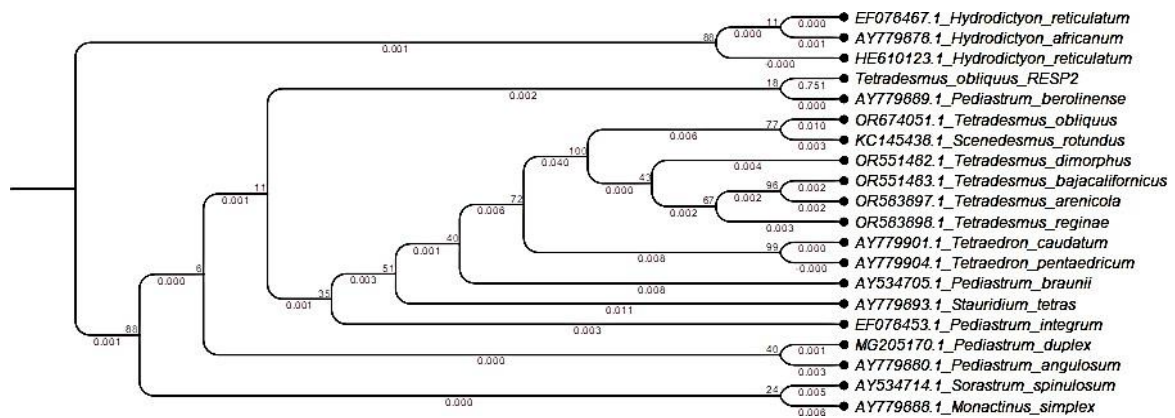 EF078467.1_Hydrodictyon_reticulatum
11
0.000
0.000
AY779878.1_Hydrodictyon_africanum
88
0.001
0.001
HE610123.1_Hydrodictyon_reticulatum
-0.000
Tetradesmus_obliquus_RESP2
18
0.751
0.002
AY779889.1_Pediastrum_berolinense
0.000
OR674051.1_Tetradesmus_obliquus
77
0.010
0.006
KC145438.1_Scenedesmus_rotundus
100
0.003
0.040
OR551462.1_Tetradesmus_dimorphus
0.004
43
0.000
OR551463.1_Tetradesmus_bajacalifornicus
96
0.002
0.002
11
0.001
OR583897.1_Tetradesmus_arenicola
72
67
0.002
0.006
0.002
OR583898.1_Tetradesmus_reginae
0.003
AY779901.1_Tetraedron_caudatum
40
99
0.000
0.001
0.008
AY779904.1_Tetraedron_pentaedricum
-0.000
6
0.000
51
0.003
AY534705.1_Pediastrum_braunii
0.008
35
0.001
AY779893.1_Stauridium_tetras
0.011
EF078453.1_Pediastrum_integrum
0.003
88
0.001
MG205170.1_Pediastrum_duplex
40
0.001
0.000
AY779880.1_Pediastrum_angulosum
0.003
AY534714.1_Sorastrum_spinulosum
24
0.005
0.000
AY779888.1_Monactinus_simplex
0.006